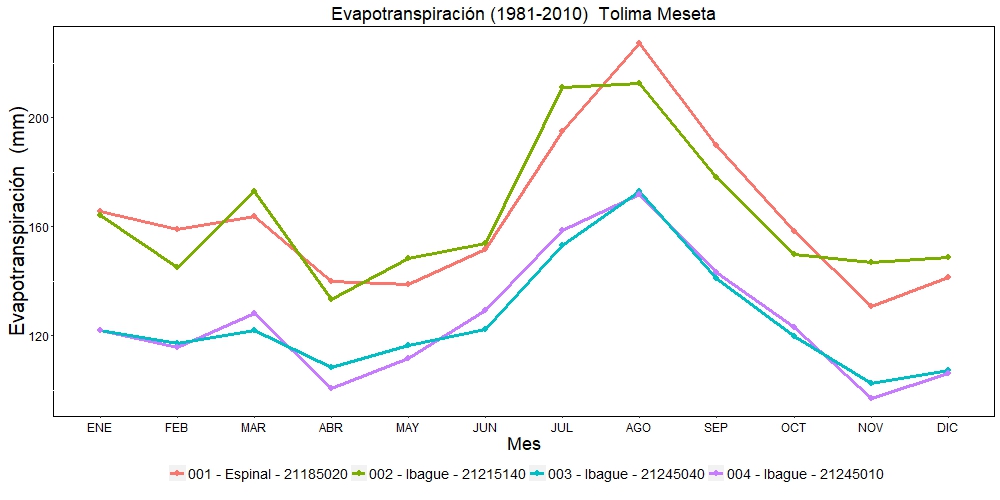 Evapotranspiración (1981-2010)  Tolima Meseta
Evapotranspiración  (mm)
200
160
120
ENE FEB MAR ABR MAY JUN JUL AGO SEP OCT NOV DIC
Mes
001 - Espinal - 21185020 002 - Ibague - 21215140 003 - Ibague - 21245040 004 - Ibague - 21245010